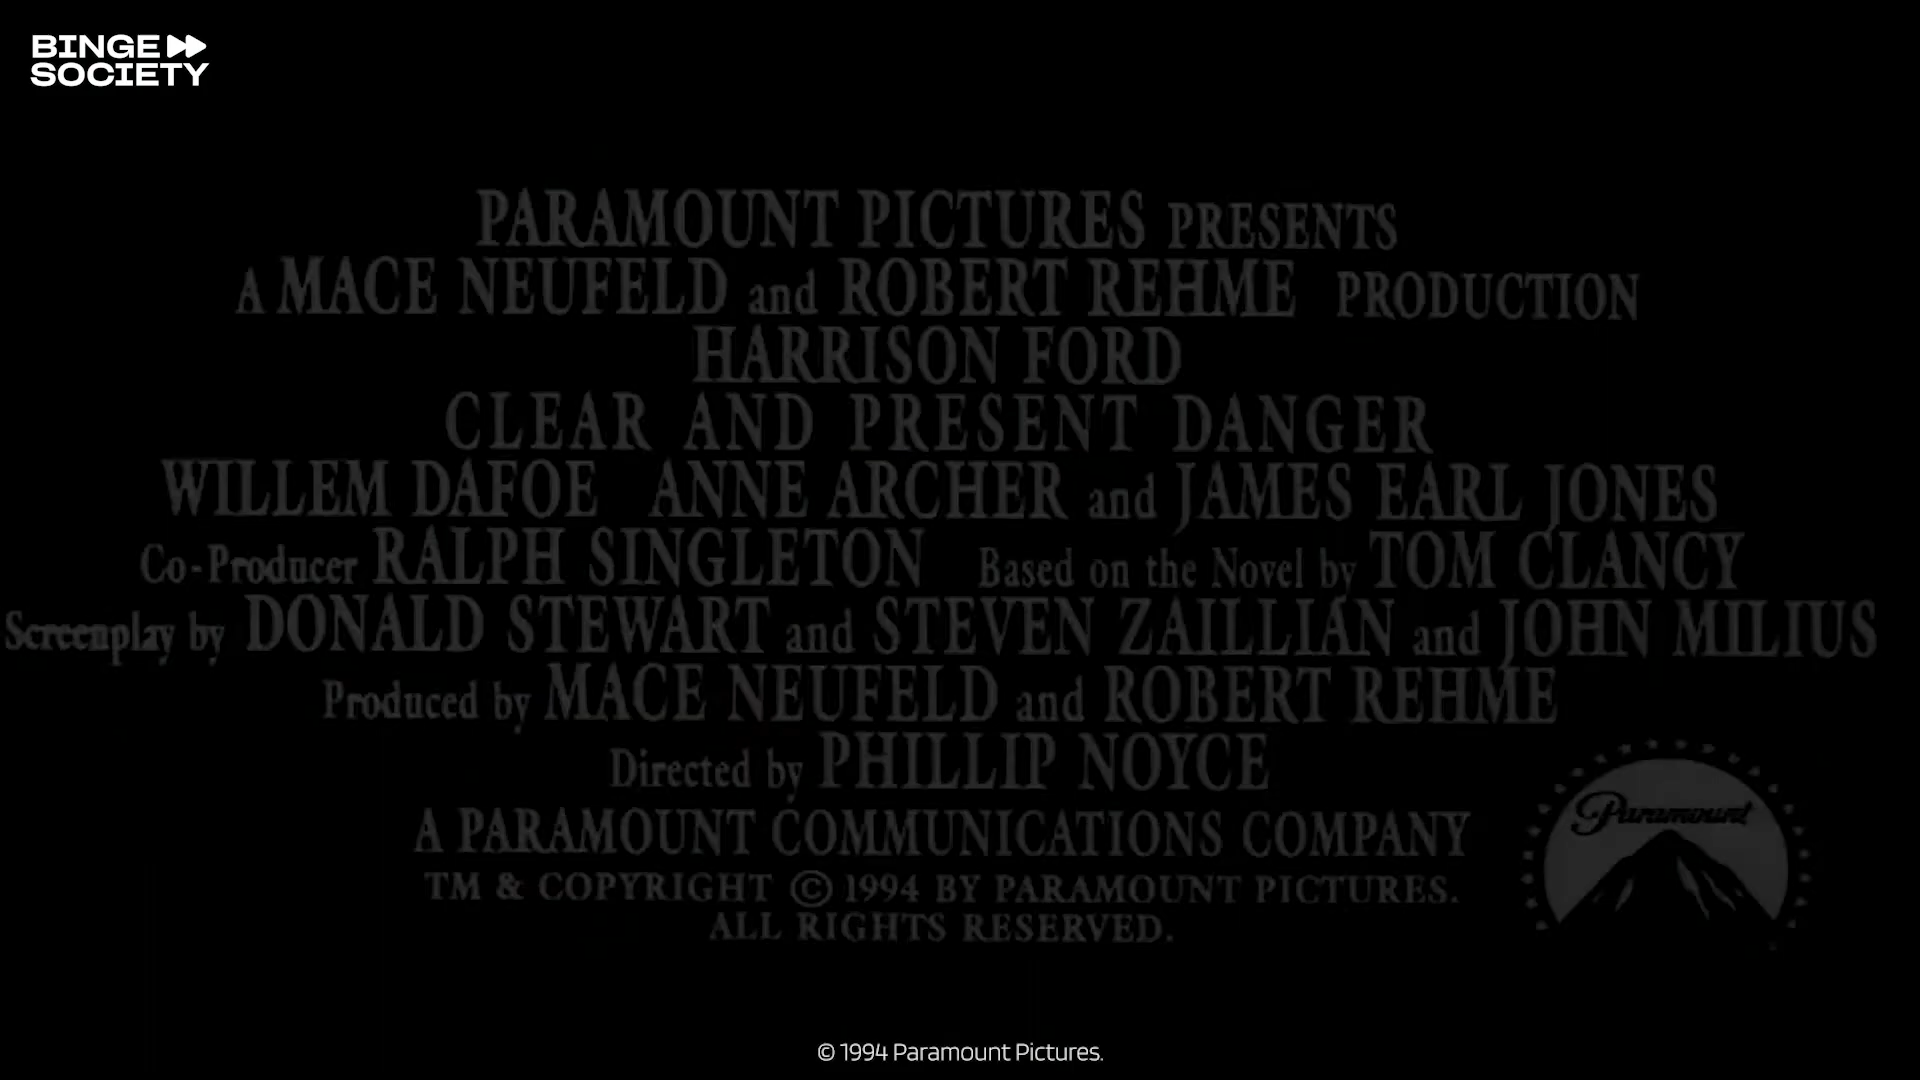 BINGE
SOCIETY
PARAMOUNT PICTURES PRESENTS
A MACE NEUFELD and ROBERT REHME PRODUCTION
HARRISON FORD
CLEAR AND PRESENT DANGER
WILLEM DAFOE ANNE ARCHER and JAMES EARL JONES
Co-Producer RALPH SINGLETON Based on the Novel by TOM CLANCY
Screenplay by DONALD STEWART and STEVEN ZAILLIAN and JOHN MILIUS
Produced by MACE NEUFELD and ROBERT REHME
Directed by PHILLIP NOYCE
Paramount
A PARAMOUNT COMMUNICATIONS COMPANY
TM & COPYRIGHT © 1994 BY PARAMOUNT PICTURES.
ALL RIGHTS RESERVED.
© 1994 Paramount Pictures.